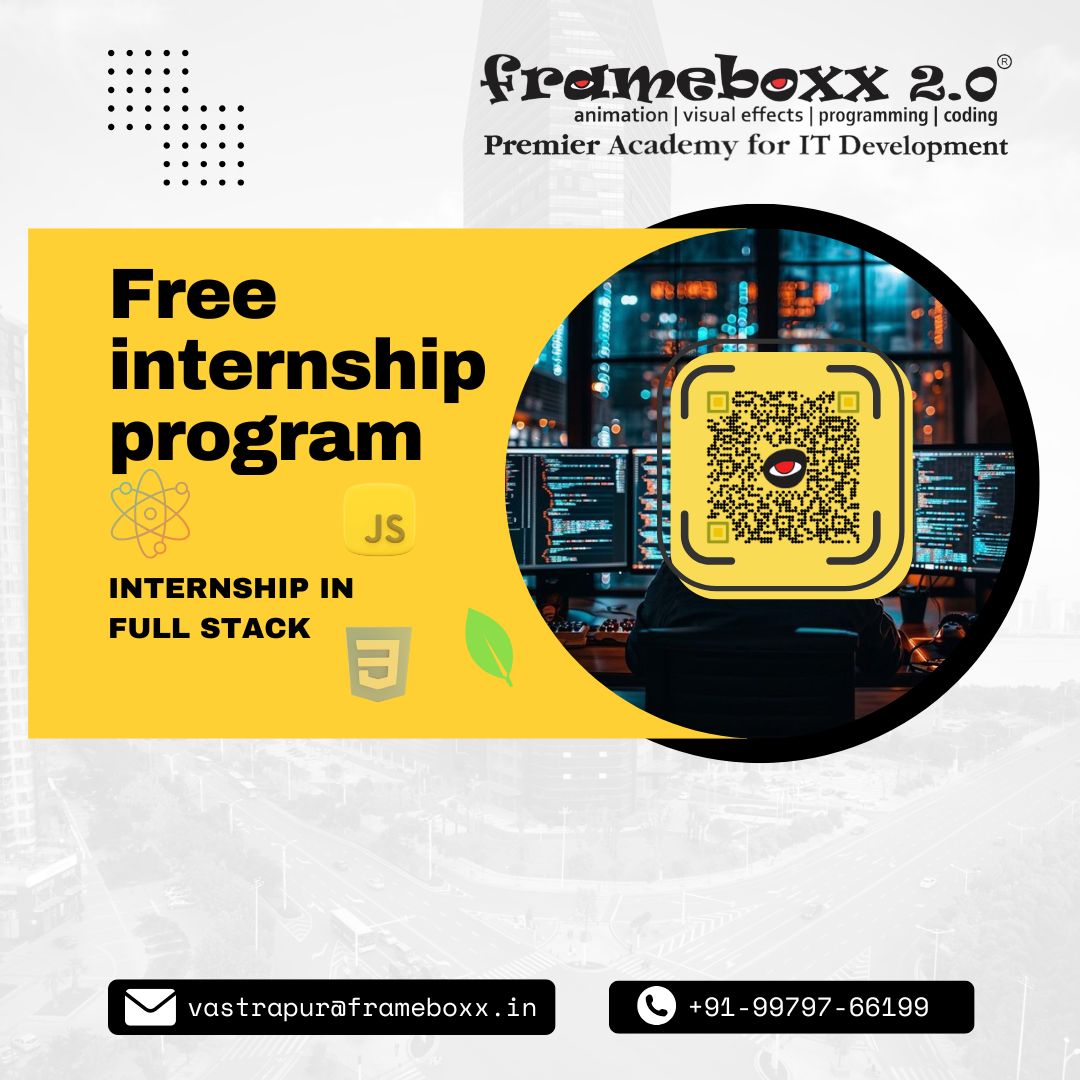 frameboxx 2.0®
animation | visual effects | programming | coding
Premier Academy for IT Development
Free
internship
program
JS
INTERNSHIP IN
FULL STACK
3
vastrapur@frameboxx.in
+91-99797-66199